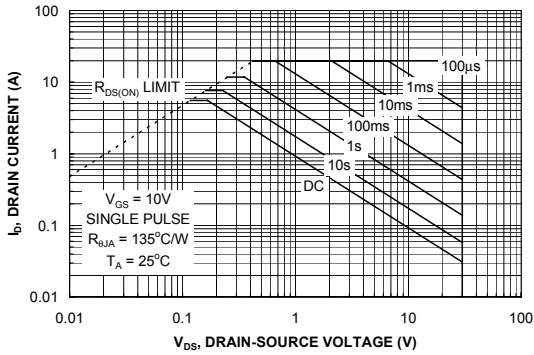 100
10
1
0.1
0.01
I_D, DRAIN CURRENT (A)
R_DS(ON) LIMIT
100µs
1ms
10ms
100ms
1s
10s
DC
V_GS = 10V
SINGLE PULSE
R_θJA = 135°C/W
T_A = 25°C
0.01 0.1 1 10 100
V_DS, DRAIN-SOURCE VOLTAGE (V)